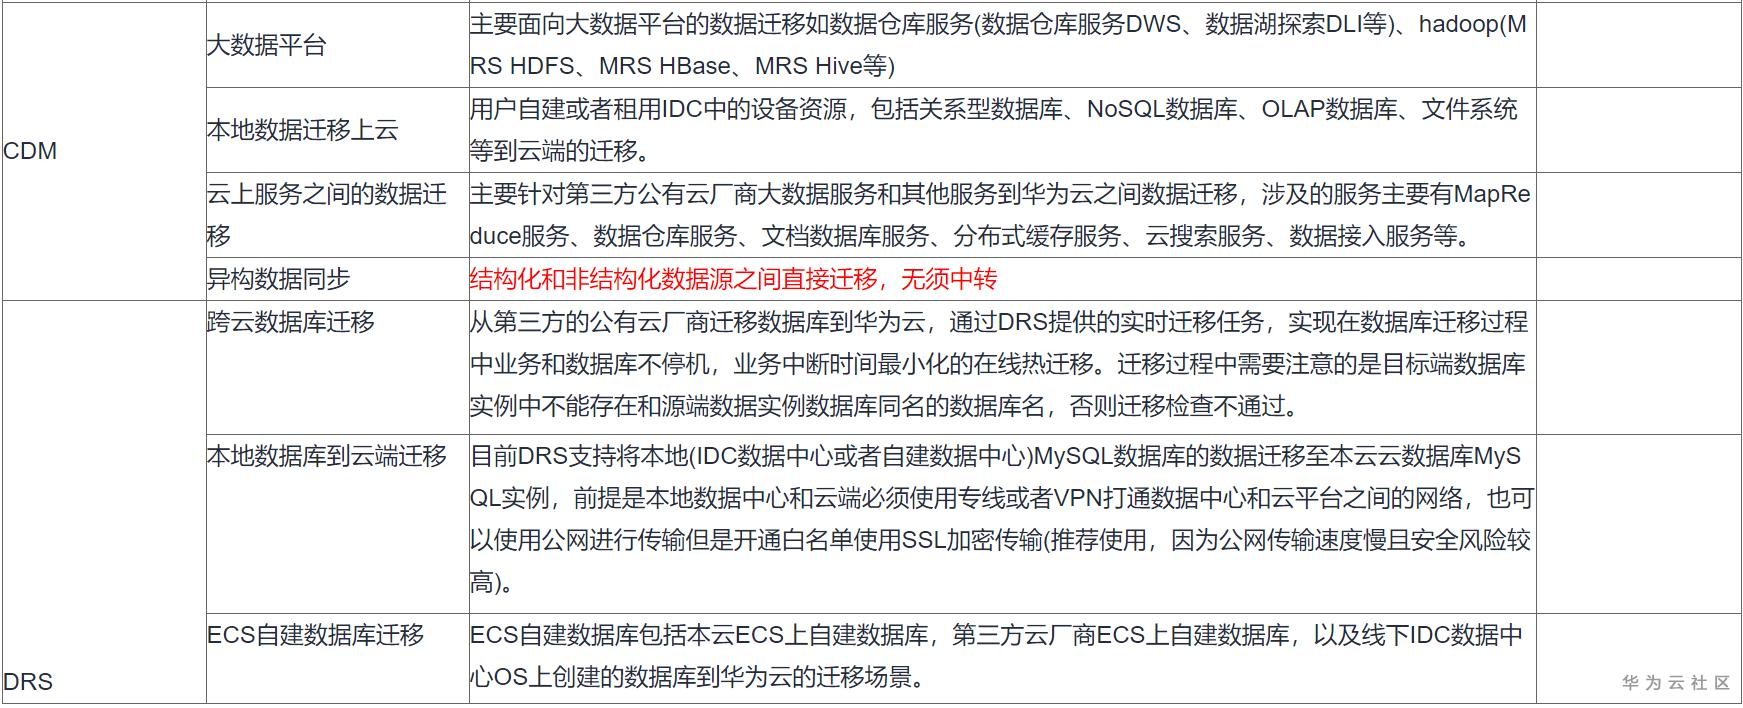 CDM
大数据平台
主要面向大数据平台的数据迁移如数据仓库服务(数据仓库服务DWS、数据湖探索DLI等)、hadoop(M
RS HDFS、MRS HBase、MRS Hive等)
本地数据迁移上云
用户自建或者租用IDC中的设备资源，包括关系型数据库、NoSQL数据库、OLAP数据库、文件系统
等到云端的迁移。
云上服务之间的数据迁
移
主要针对第三方公有云厂商大数据服务和其他服务到华为云之间数据迁移，涉及的服务主要有MapRe
duce服务、数据仓库服务、文档数据库服务、分布式缓存服务、云搜索服务、数据接入服务等。
异构数据同步
结构化和非结构化数据源之间直接迁移，无须中转
DRS
跨云数据库迁移
从第三方的公有云厂商迁移数据库到华为云，通过DRS提供的实时迁移任务，实现在数据库迁移过程
中业务和数据库不停机，业务中断时间最小化的在线热迁移。迁移过程中需要注意的是目标端数据库
实例中不能存在和源端数据实例数据库同名的数据库名，否则迁移检查不通过。
本地数据库到云端迁移
目前DRS支持将本地(IDC数据中心或者自建数据中心)MySQL数据库的数据迁移至本云云数据库MyS
QL实例，前提是本地数据中心和云端必须使用专线或者VPN打通数据中心和云平台之间的网络，也可
以使用公网进行传输但是开通白名单使用SSL加密传输(推荐使用，因为公网传输速度慢且安全风险较
高)。
ECS自建数据库迁移
ECS自建数据库包括本云ECS上自建数据库，第三方云厂商ECS上自建数据库，以及线下IDC数据中
心OS上创建的数据库到华为云的迁移场景。
华为云社区